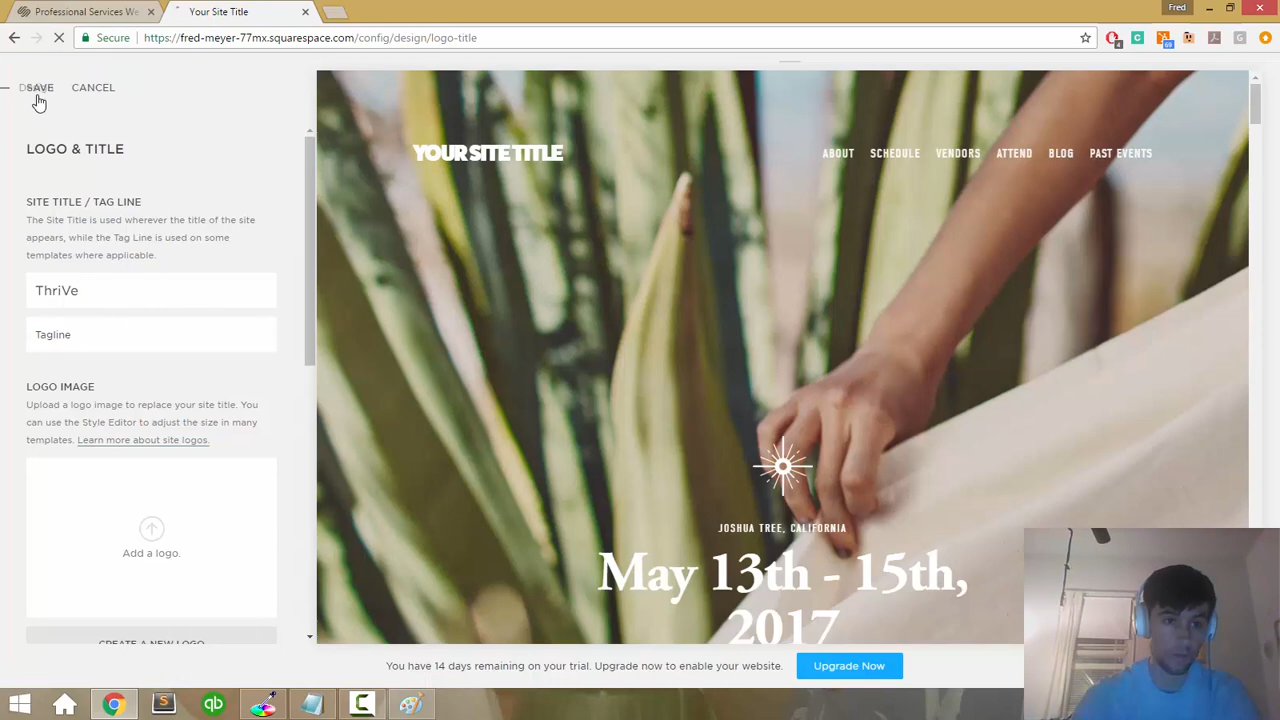 Professional Services We
Your Site Title
Fred
Secure
https://fred-meyer-77mx.squarespace.com/config/design/logo-title
4
69
SAVE
CANCEL
LOGO & TITLE
SITE TITLE / TAG LINE
The Site Title is used wherever the title of the site
appears, while the Tag Line is used on some
templates where applicable.
ThriVe
Tagline
LOGO IMAGE
Upload a logo image to replace your site title. You
can use the Style Editor to adjust the size in many
templates. Learn more about site logos.
Add a logo.
CREATE A NEW LOGO
YOUR SITE TITLE
ABOUT SCHEDULE VENDORS ATTEND BLOG PAST EVENTS
JOSHUA TREE, CALIFORNIA
May 13th - 15th,
2017
You have 14 days remaining on your trial. Upgrade now to enable your website.
Upgrade Now
qb